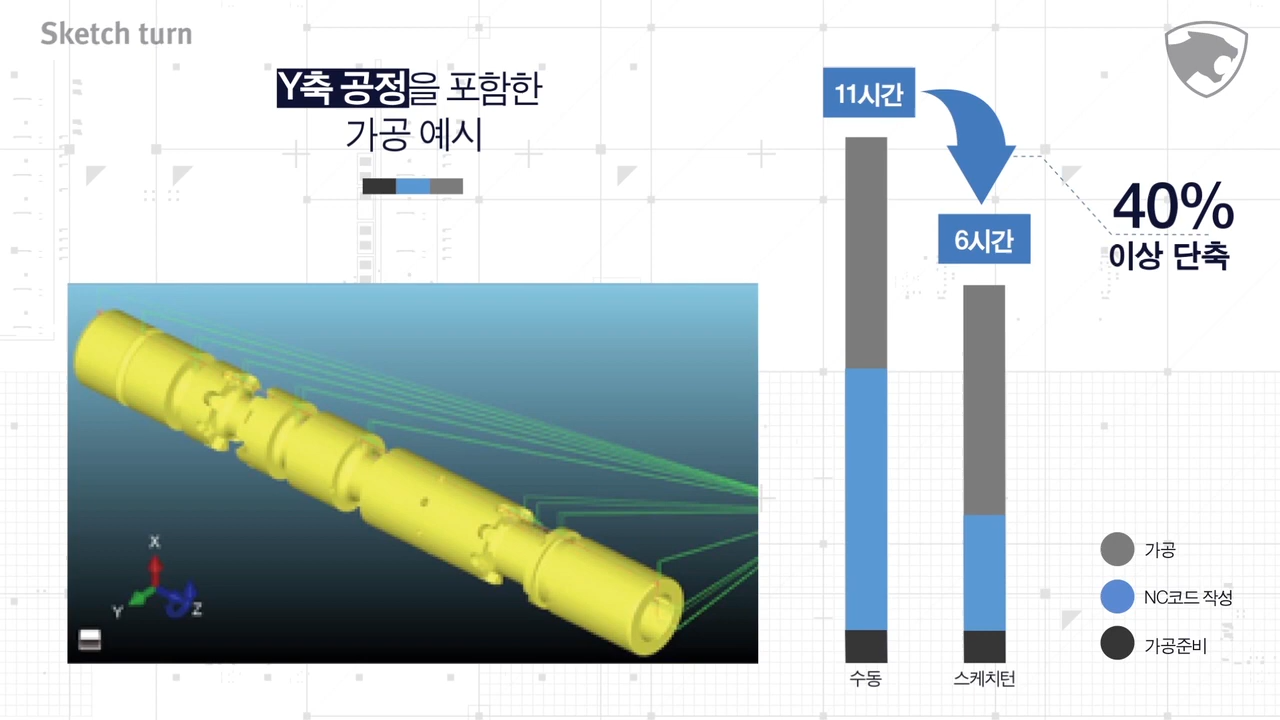 Sketch turn
Y축 공정을 포함한
가공 예시
11시간
6시간
40%
이상 단축
X
Y
Z
가공
NC코드 작성
가공준비
수동
스케치턴